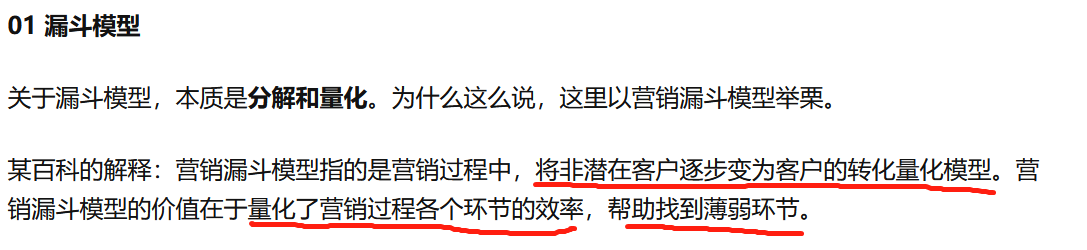 01 漏斗模型
关于漏斗模型，本质是分解和量化。为什么这么说，这里以营销漏斗模型举栗。
某百科的解释：营销漏斗模型指的是营销过程中，将非潜在客户逐步变为客户的转化量化模型。营
销漏斗模型的价值在于量化了营销过程各个环节的效率，帮助找到薄弱环节。